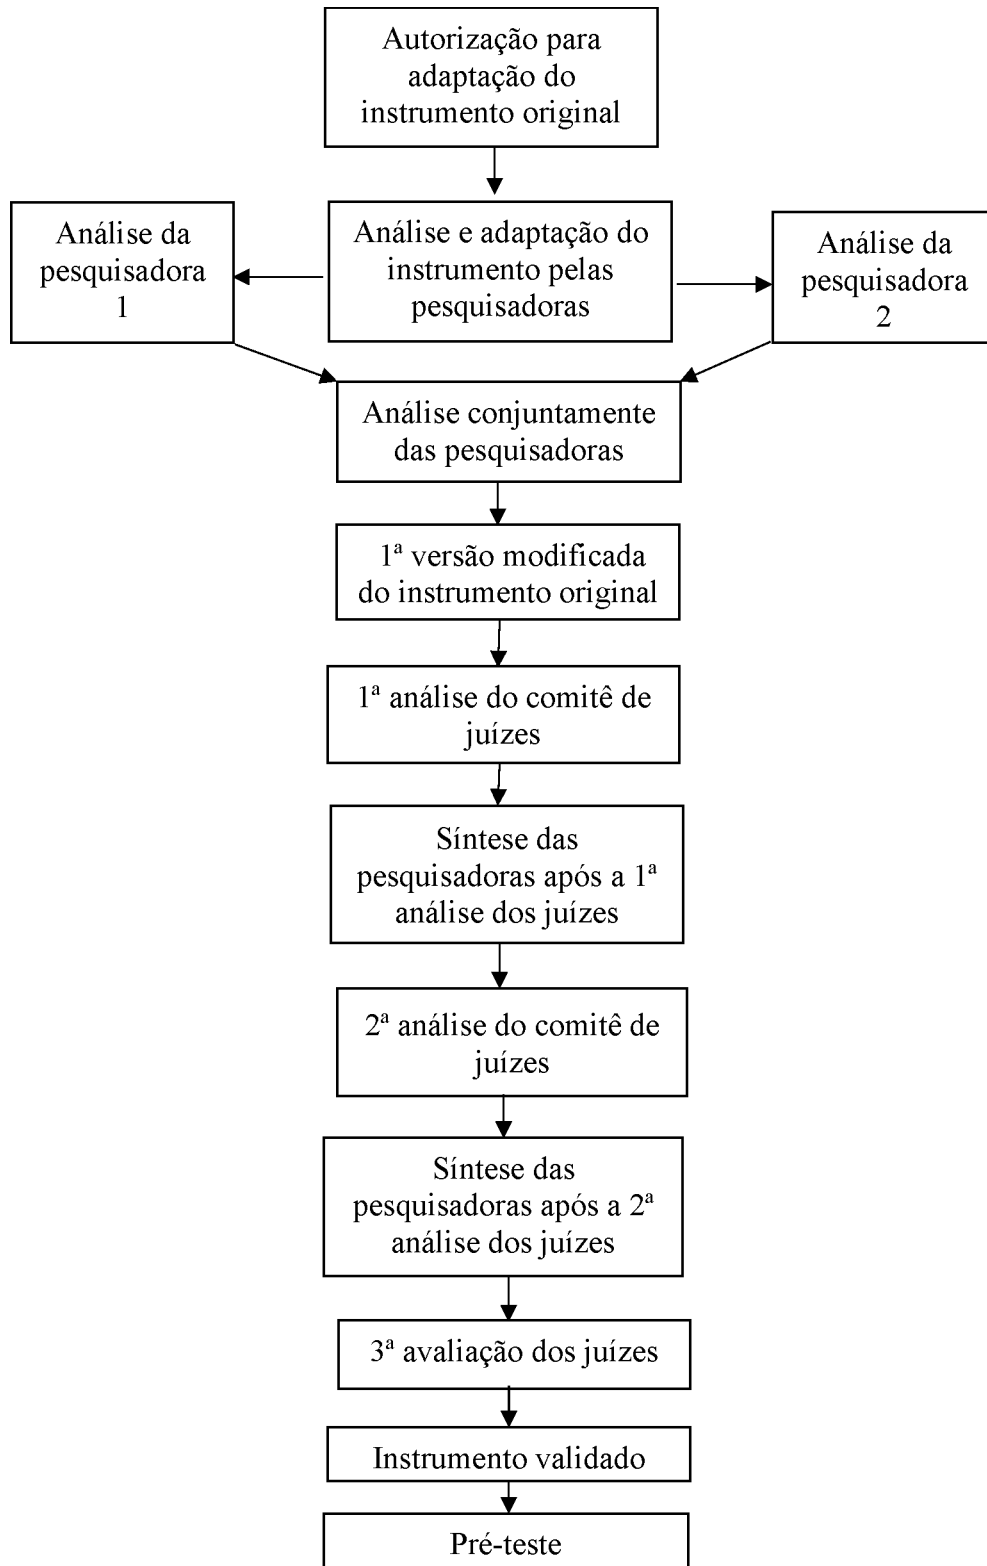 Autorização para
adaptação do
instrumento original
Análise da
pesquisadora
1
Análise e adaptação do
instrumento pelas
pesquisadoras
Análise da
pesquisadora
2
Análise conjuntamente
das pesquisadoras
1ª versão modificada
do instrumento original
1ª análise do comitê de
juízes
Síntese das
pesquisadoras após a 1ª
análise dos juízes
2ª análise do comitê de
juízes
Síntese das
pesquisadoras após a 2ª
análise dos juízes
3ª avaliação dos juízes
Instrumento validado
Pré-teste